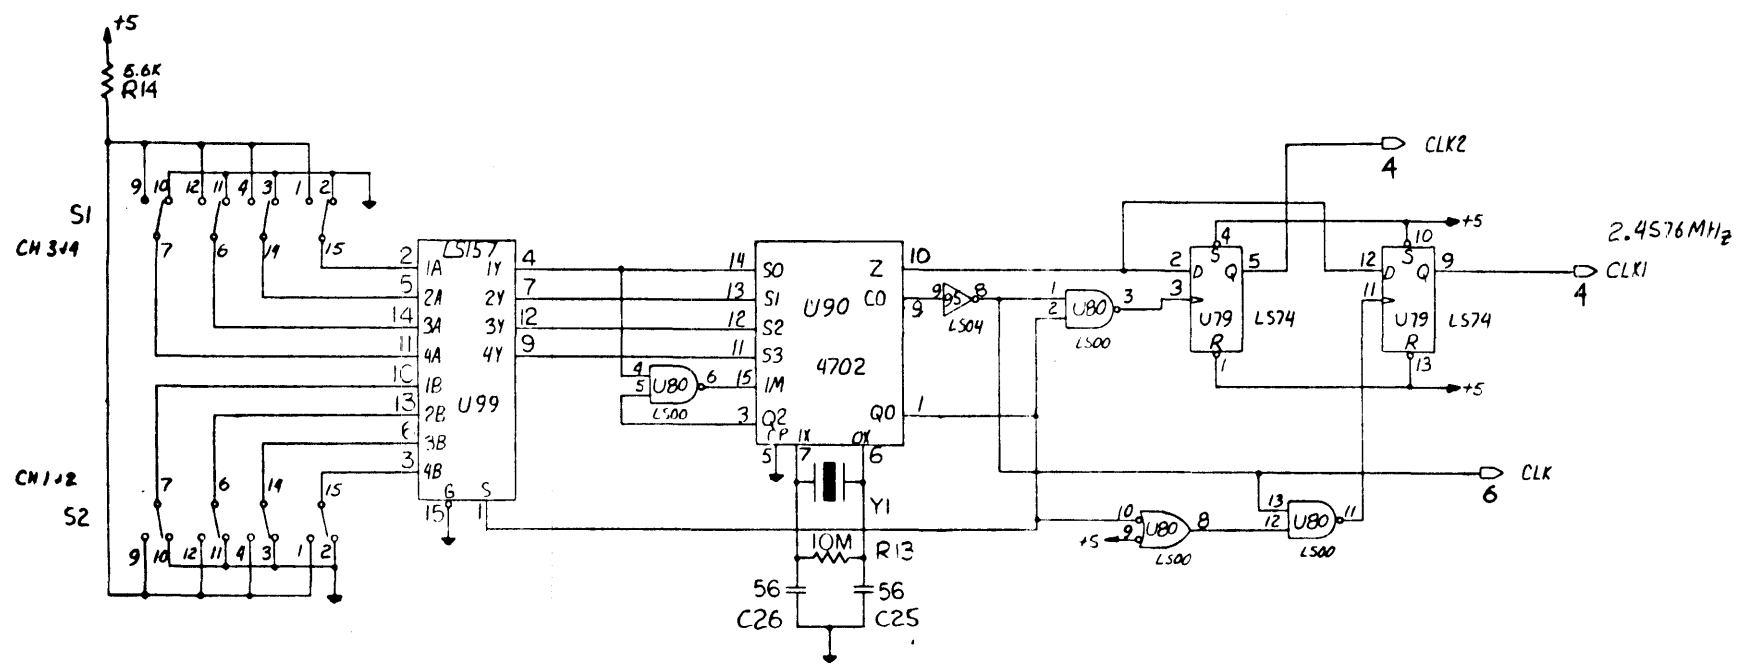 +5
5.6K
R14
9 10 12 11 4 3 1 2
S1
CH 3+4
7 6 14 15
LS157
2 1A 1Y 4
5 2A 2Y 7
14 3A 3Y 12
11 4A 4Y 9
10 1B
13 2B
6 3B
3 4B
U99
G S
15 1
7 6 14 15
CH 1+2
S2
9 10 12 11 4 3 1 2
4
5
U80
6
LS00
14 S0 Z 10
13 S1 CO 9
12 S2
11 S3
15 IM
3 Q2 Q0 1
U90
4702
CP IX OX
5 7 6
Y1
10M
R13
56 56
C26 C25
9 95 8
LS04
1
2
U80
3
LS00
CLK2
4
+5
4
S
2 D Q 5
3
U79 LS74
R
1
10
S
12 D Q 9
11
U79 LS74
R
13
+5
2.4576MHz
CLK1
4
CLK
6
10
9
+5
U80
8
LS00
13
12
U80
11
LS00